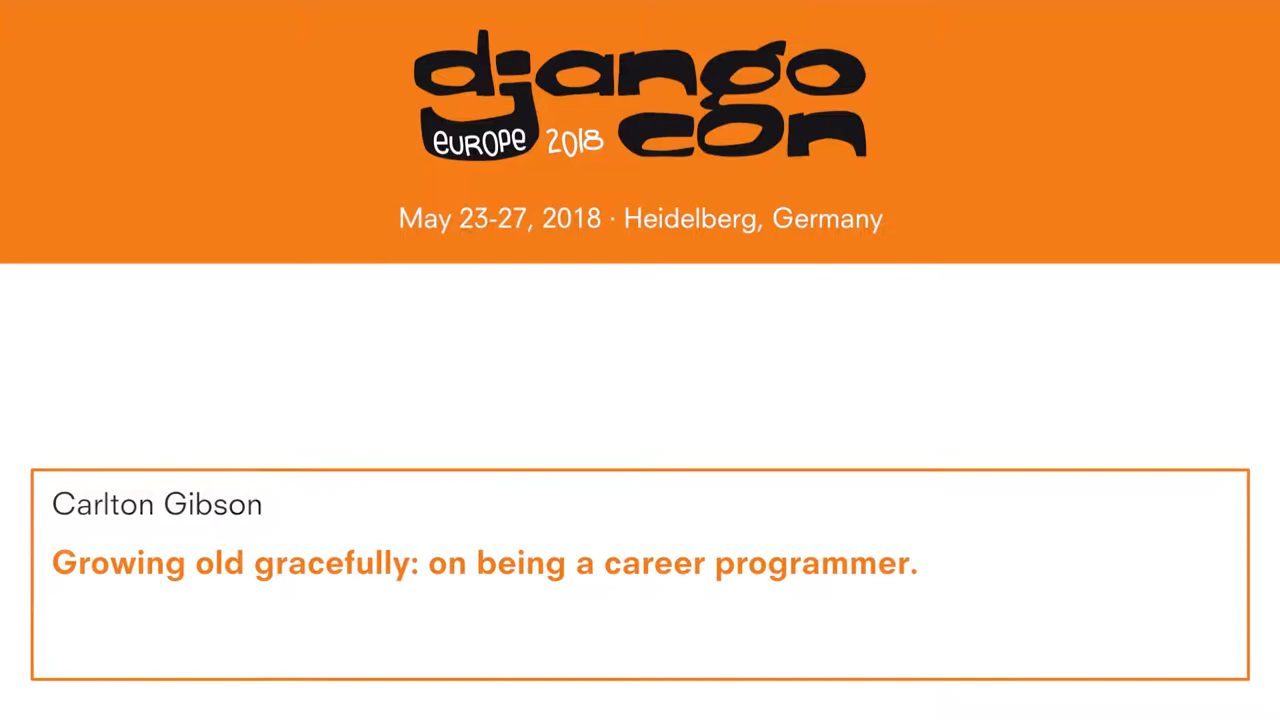 django
con
EUROPE 2018
May 23-27, 2018 · Heidelberg, Germany
Carlton Gibson
Growing old gracefully: on being a career programmer.